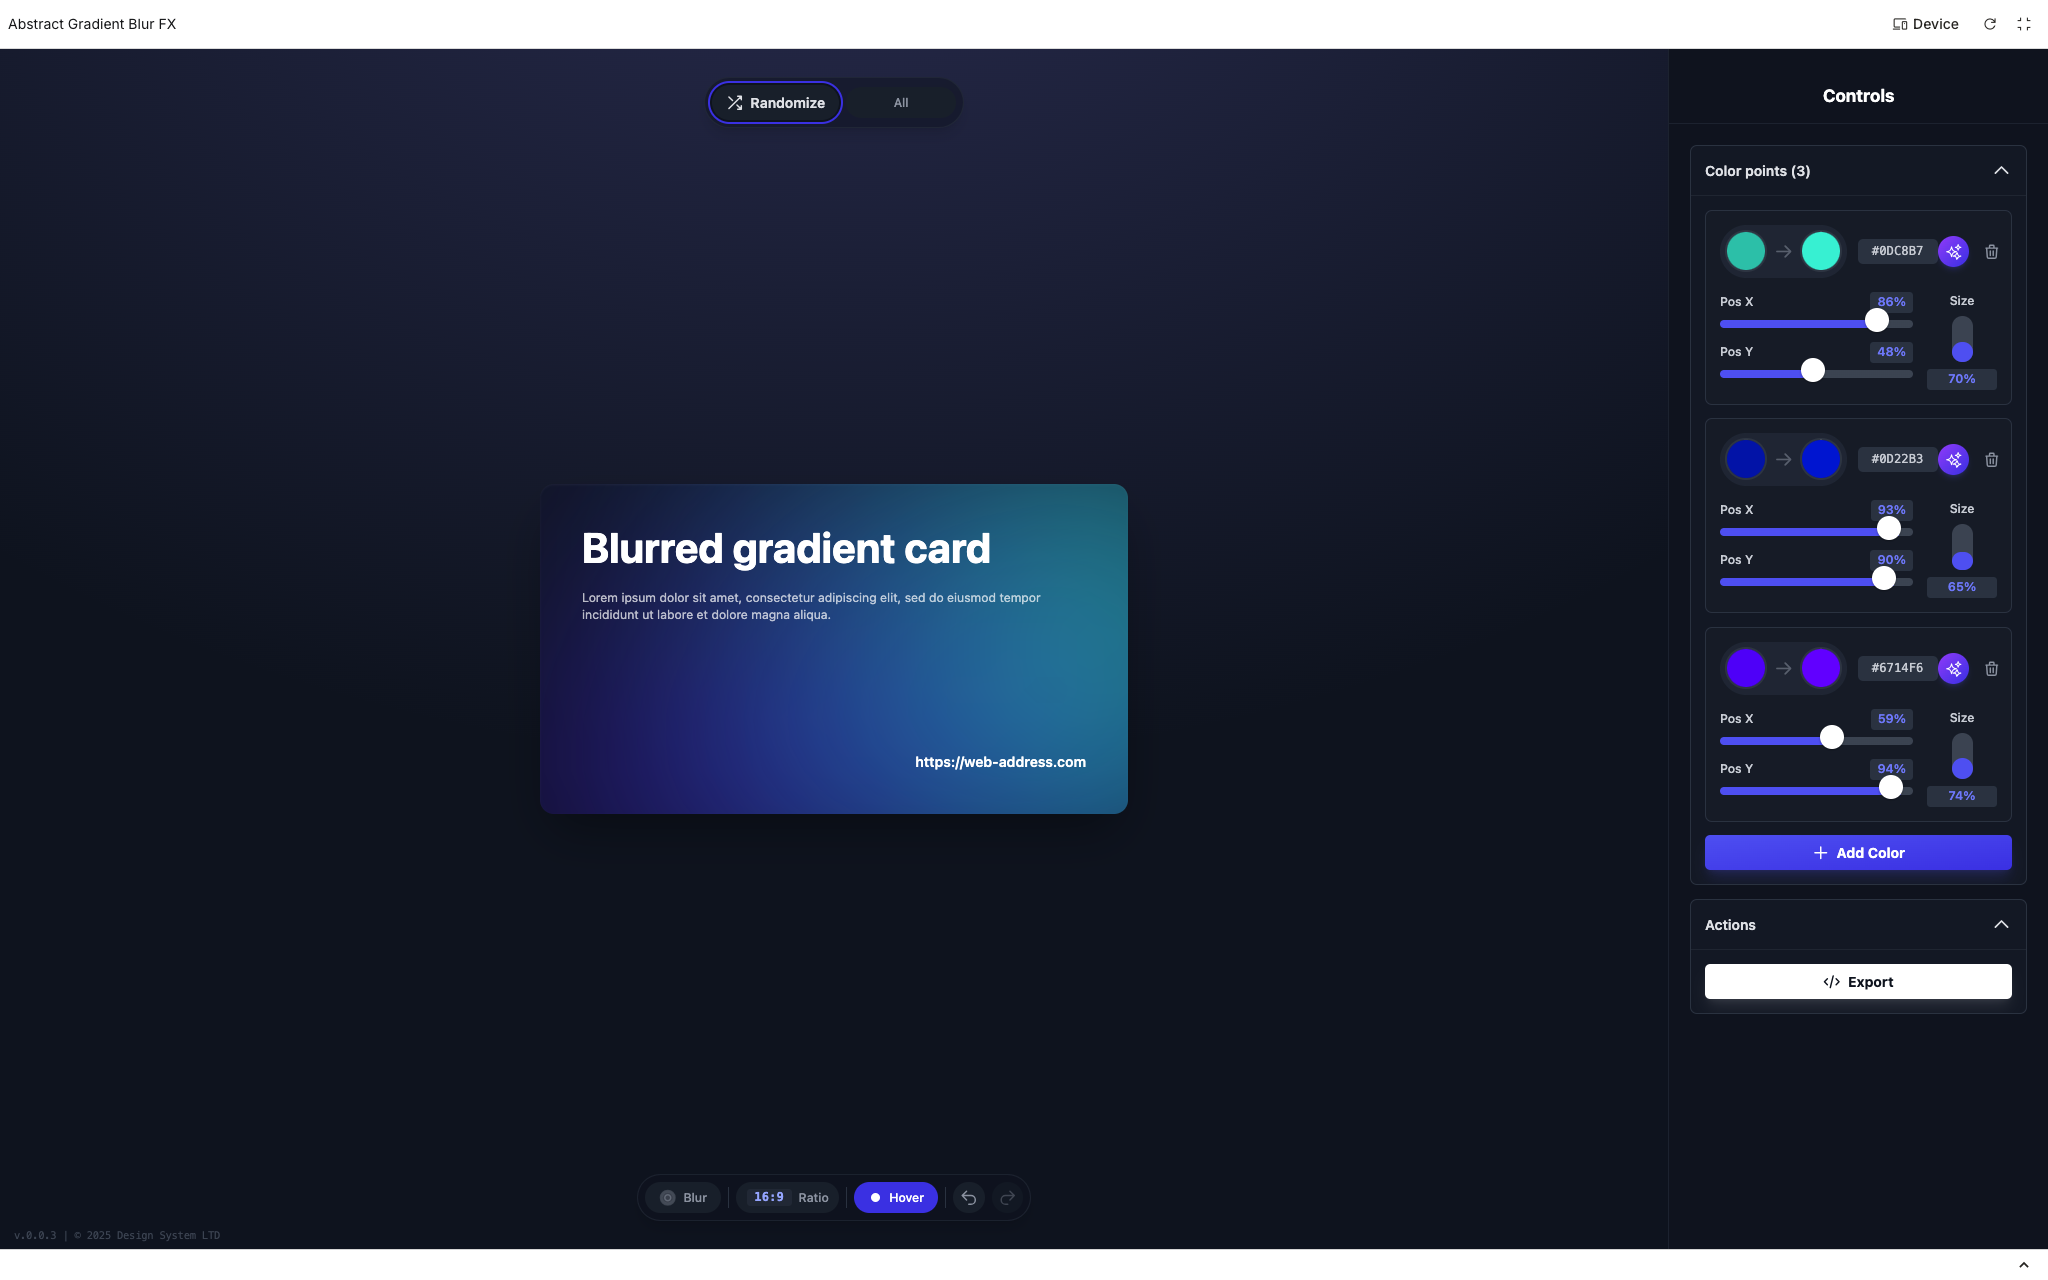 Abstract Gradient Blur FX
Device
Randomize
All
Controls
Color points (3)
#0DC8B7
Pos X
86%
Size
Pos Y
48%
70%
#0D22B3
Pos X
93%
Size
Pos Y
90%
65%
#6714F6
Pos X
59%
Size
Pos Y
94%
74%
Add Color
Actions
</> Export
Blurred gradient card
Lorem ipsum dolor sit amet, consectetur adipiscing elit, sed do eiusmod tempor
incididunt ut labore et dolore magna aliqua.
https://web-address.com
Blur
16:9 Ratio
Hover
v.0.0.3 | © 2025 Design System LTD